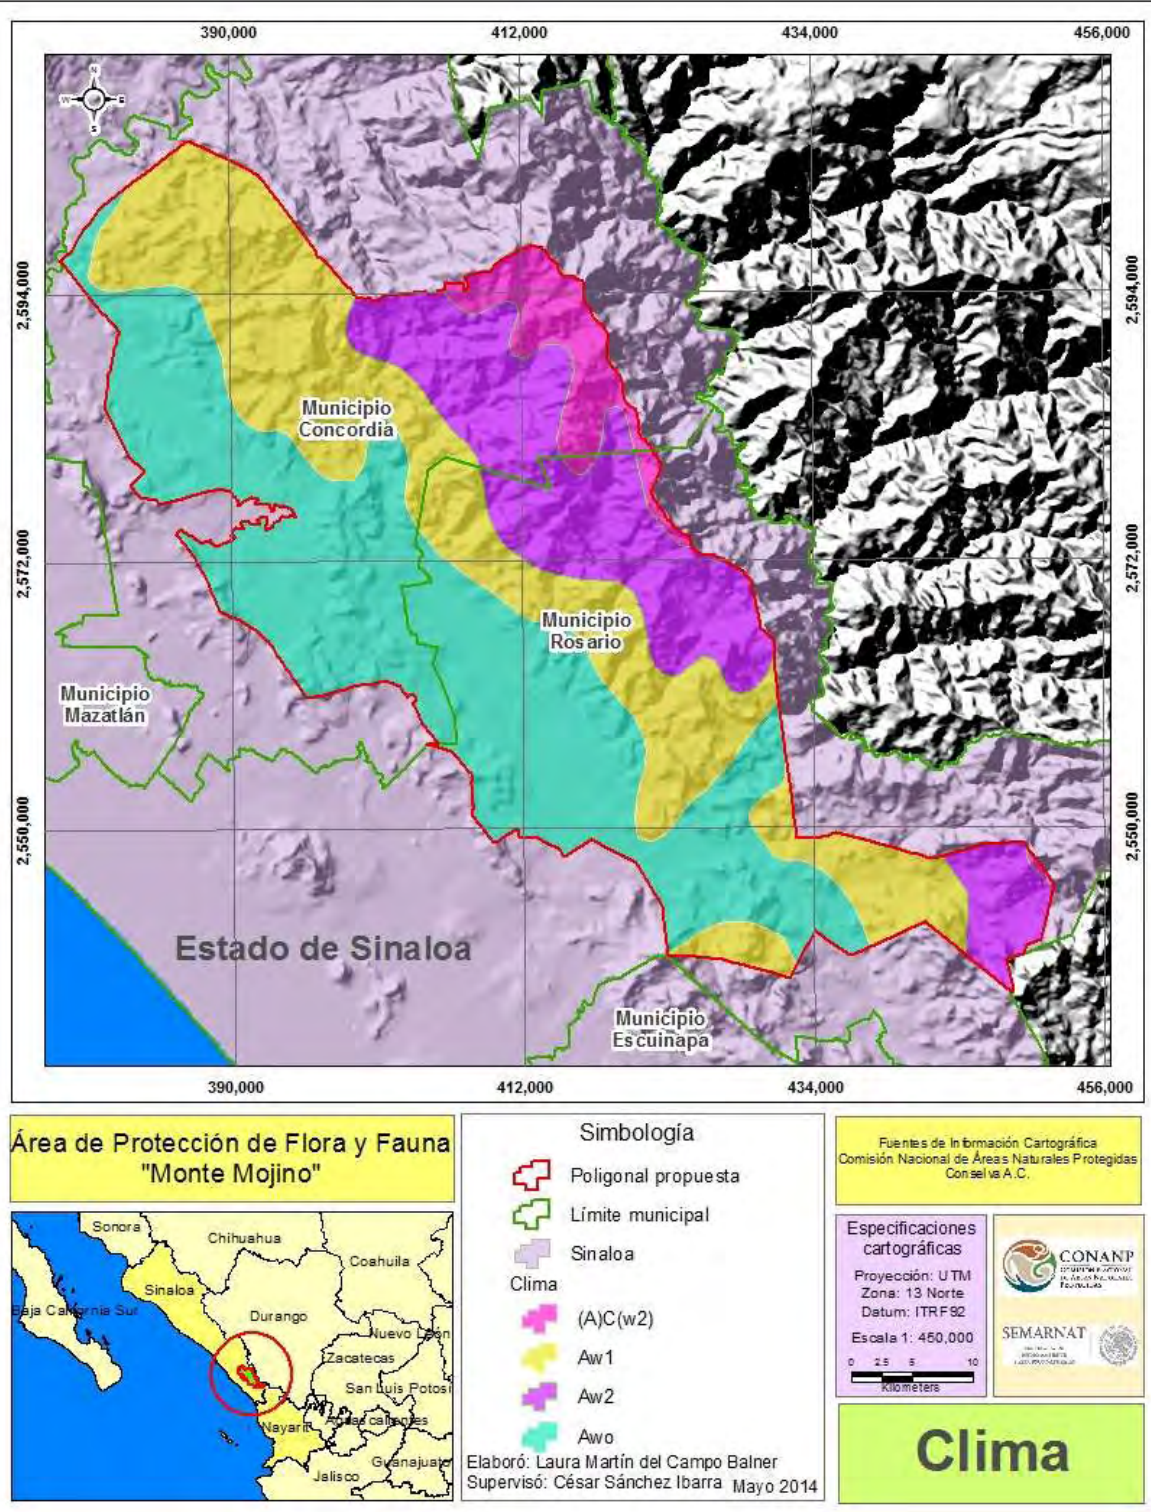 390,000
412,000
434,000
456,000
N
W
E
S
2,594,000
2,594,000
Municipio
Concordia
2,572,000
2,572,000
Municipio
Rosario
Municipio
Mazatlán
2,550,000
2,550,000
Estado de Sinaloa
Municipio
Escuinapa
390,000
412,000
434,000
456,000
Área de Protección de Flora y Fauna
"Monte Mojino"
Sonora
Chihuahua
Coahuila
Sinaloa
Baja California Sur
Durango
Nuevo León
Zacatecas
San Luis Potosí
Aguascalientes
Nayarit
Guanajuato
Jalisco
Simbología
Poligonal propuesta
Límite municipal
Sinaloa
Clima
(A)C(w2)
Aw1
Aw2
Awo
Elaboró: Laura Martín del Campo Balner
Supervisó: César Sánchez Ibarra
Mayo 2014
Fuentes de Información Cartográfica
Comisión Nacional de Áreas Naturales Protegidas
Conselva A.C.
Especificaciones
cartográficas
Proyección: UTM
Zona: 13 Norte
Datum: ITRF92
Escala 1: 450,000
0 2.5 5 10
Kilometers
CONANP
COMISIÓN NACIONAL
DE ÁREAS NATURALES
PROTEGIDAS
SEMARNAT
Clima